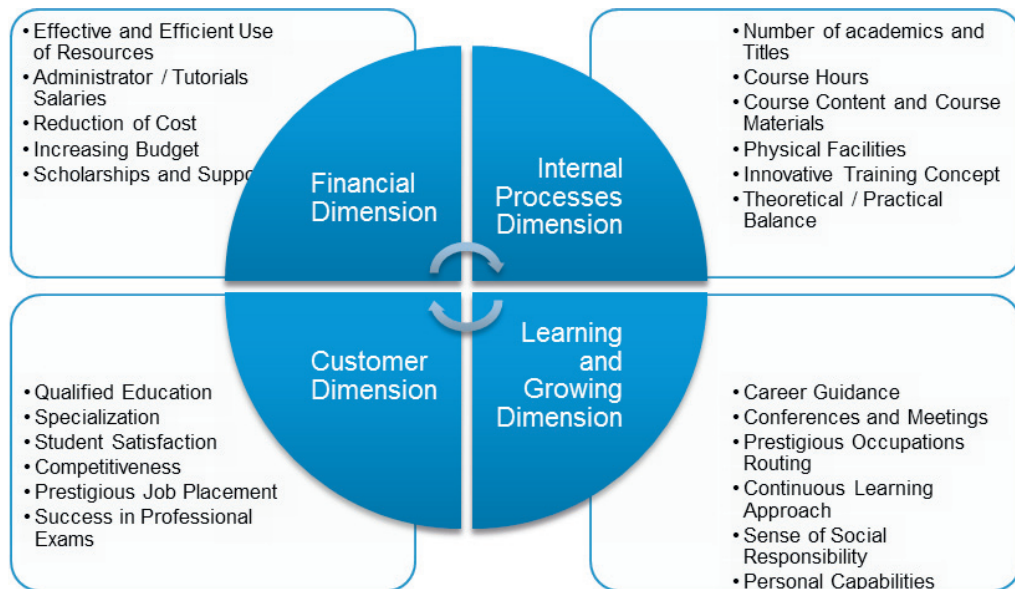 • Effective and Efficient Use
of Resources
• Administrator / Tutorials
Salaries
• Reduction of Cost
• Increasing Budget
• Scholarships and Suppo
Financial
Dimension
• Number of academics and
Titles
• Course Hours
• Course Content and Course
Materials
• Physical Facilities
• Innovative Training Concept
• Theoretical / Practical
Balance
Internal
Processes
Dimension
• Qualified Education
• Specialization
• Student Satisfaction
• Competitiveness
• Prestigious Job Placement
• Success in Professional
Exams
Customer
Dimension
Learning
and
Growing
Dimension
• Career Guidance
• Conferences and Meetings
• Prestigious Occupations
Routing
• Continuous Learning
Approach
• Sense of Social
Responsibility
• Personal Capabilities